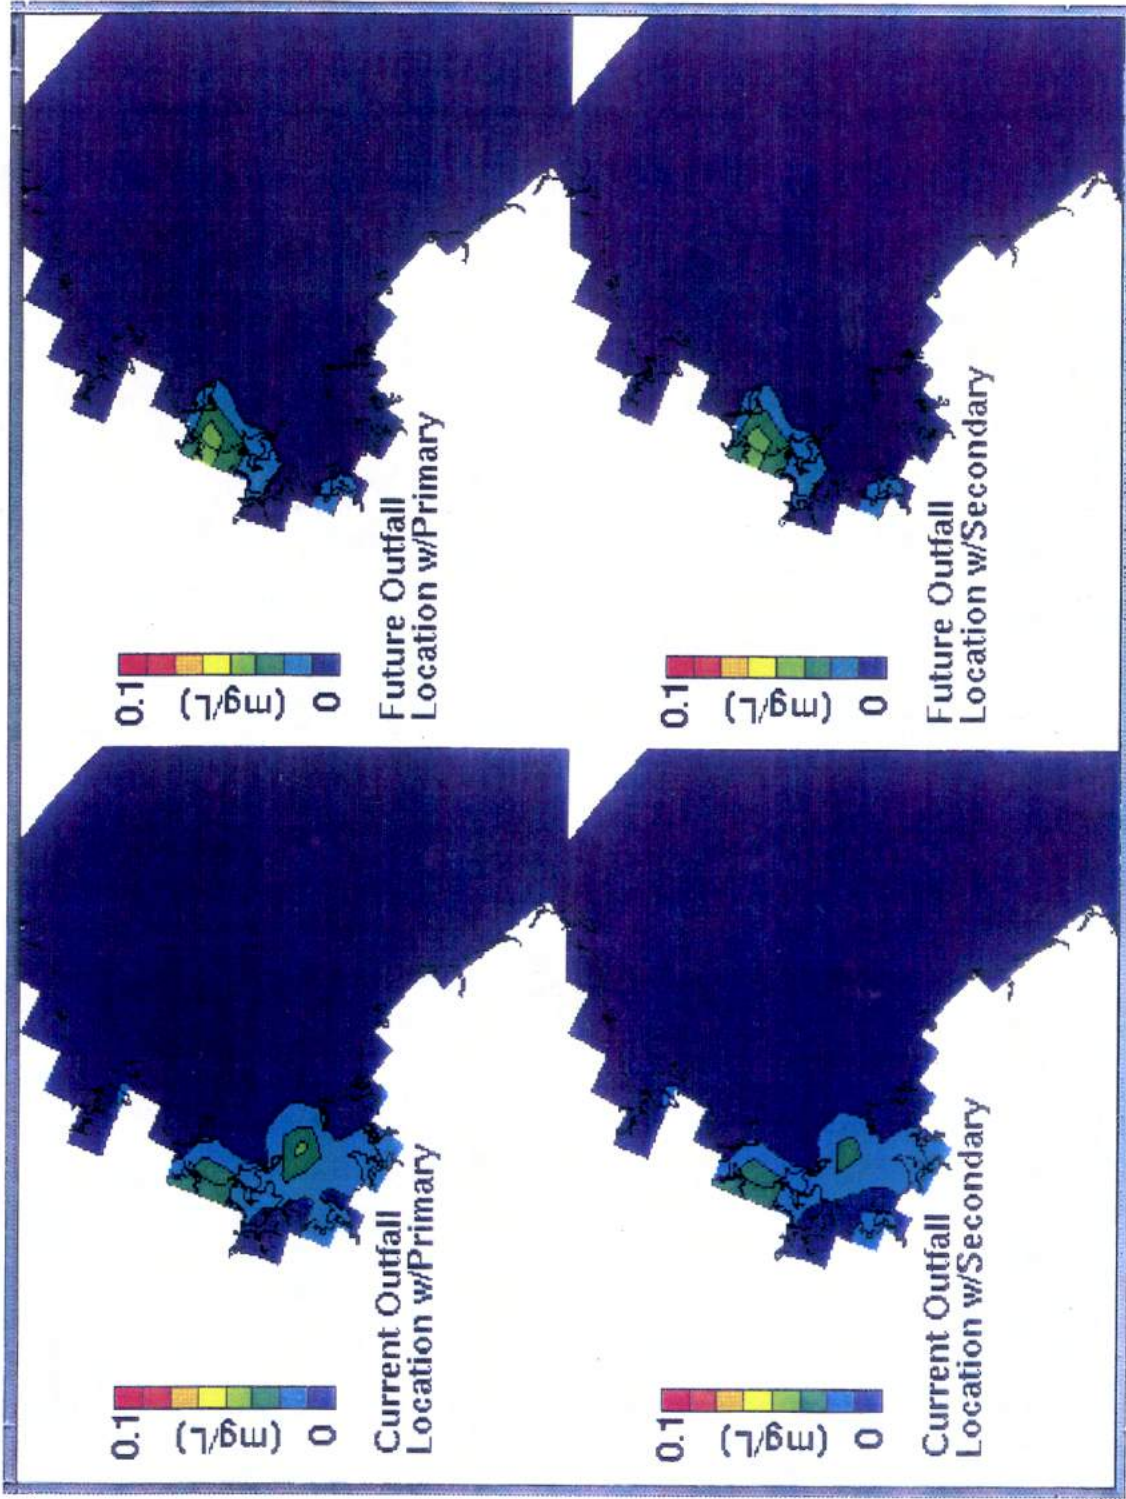 0.1
(mg/L)
0
Current Outfall
Location w/Primary
0.1
(mg/L)
0
Future Outfall
Location w/Primary
0.1
(mg/L)
0
Current Outfall
Location w/Secondary
0.1
(mg/L)
0
Future Outfall
Location w/Secondary